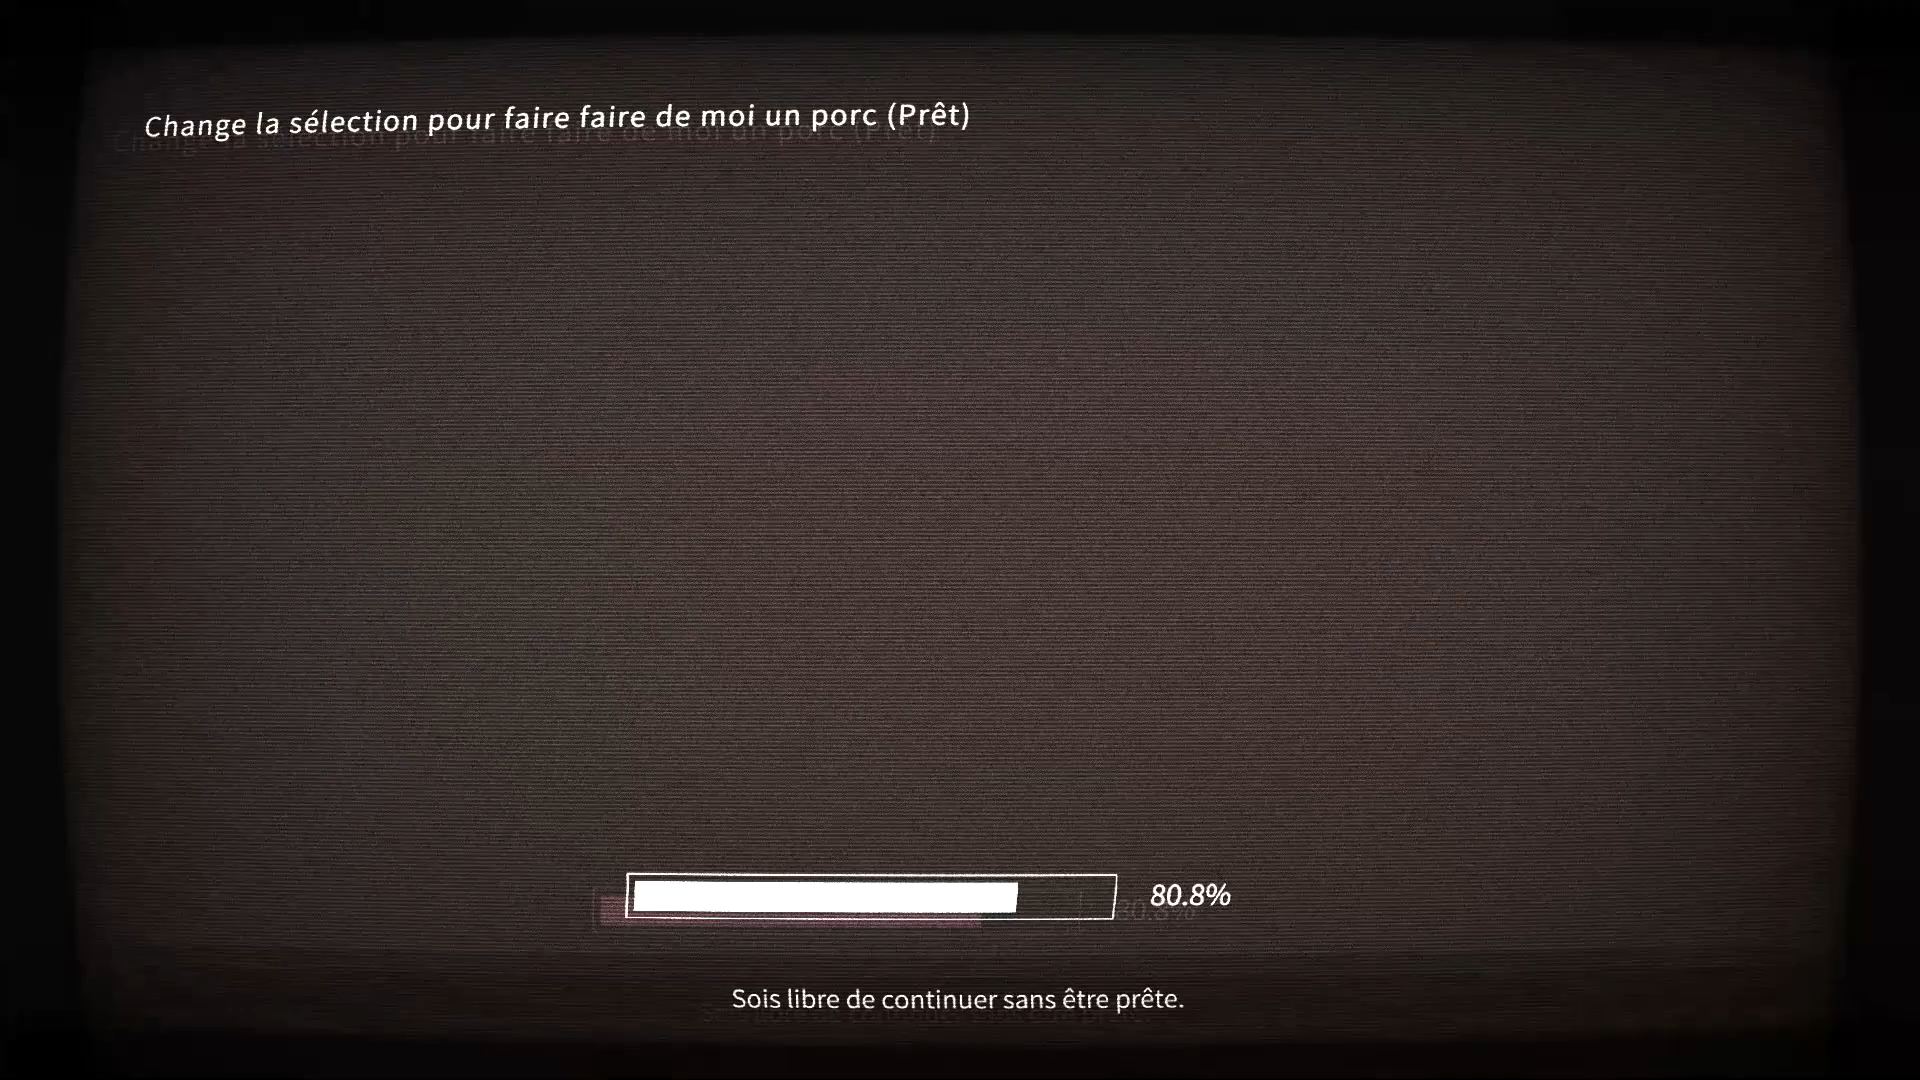 Change la sélection pour faire faire de moi un porc (Prêt)
80.8%
Sois libre de continuer sans être prête.